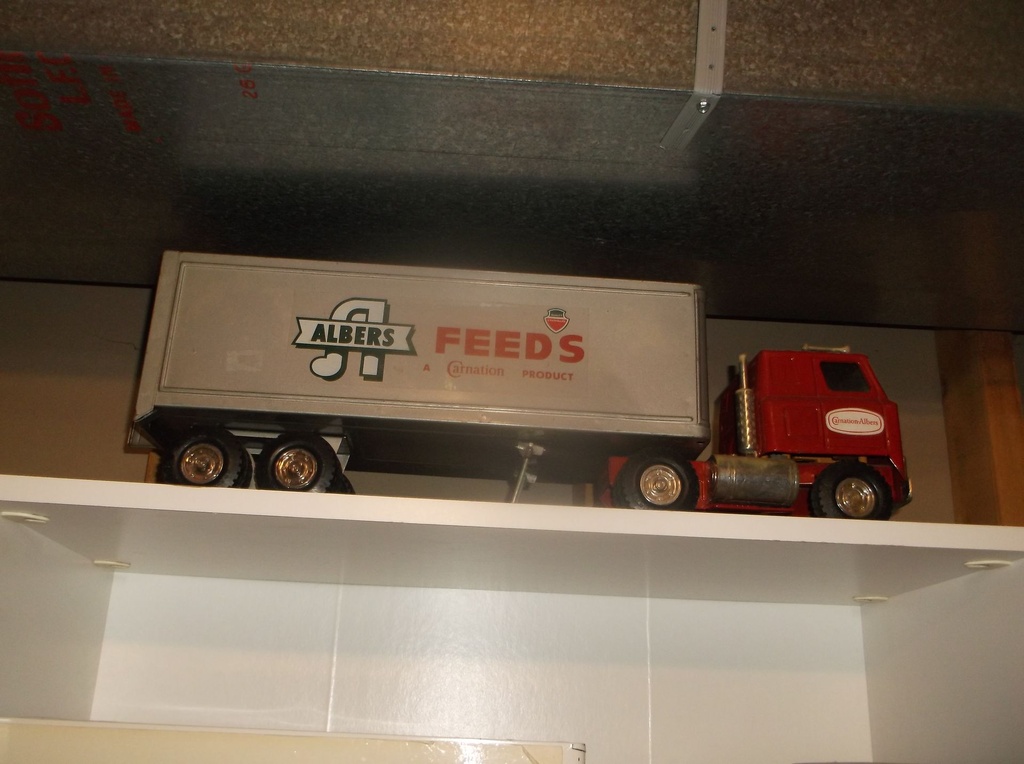 ALBERS
FEEDS
A Carnation PRODUCT
Carnation-Albers